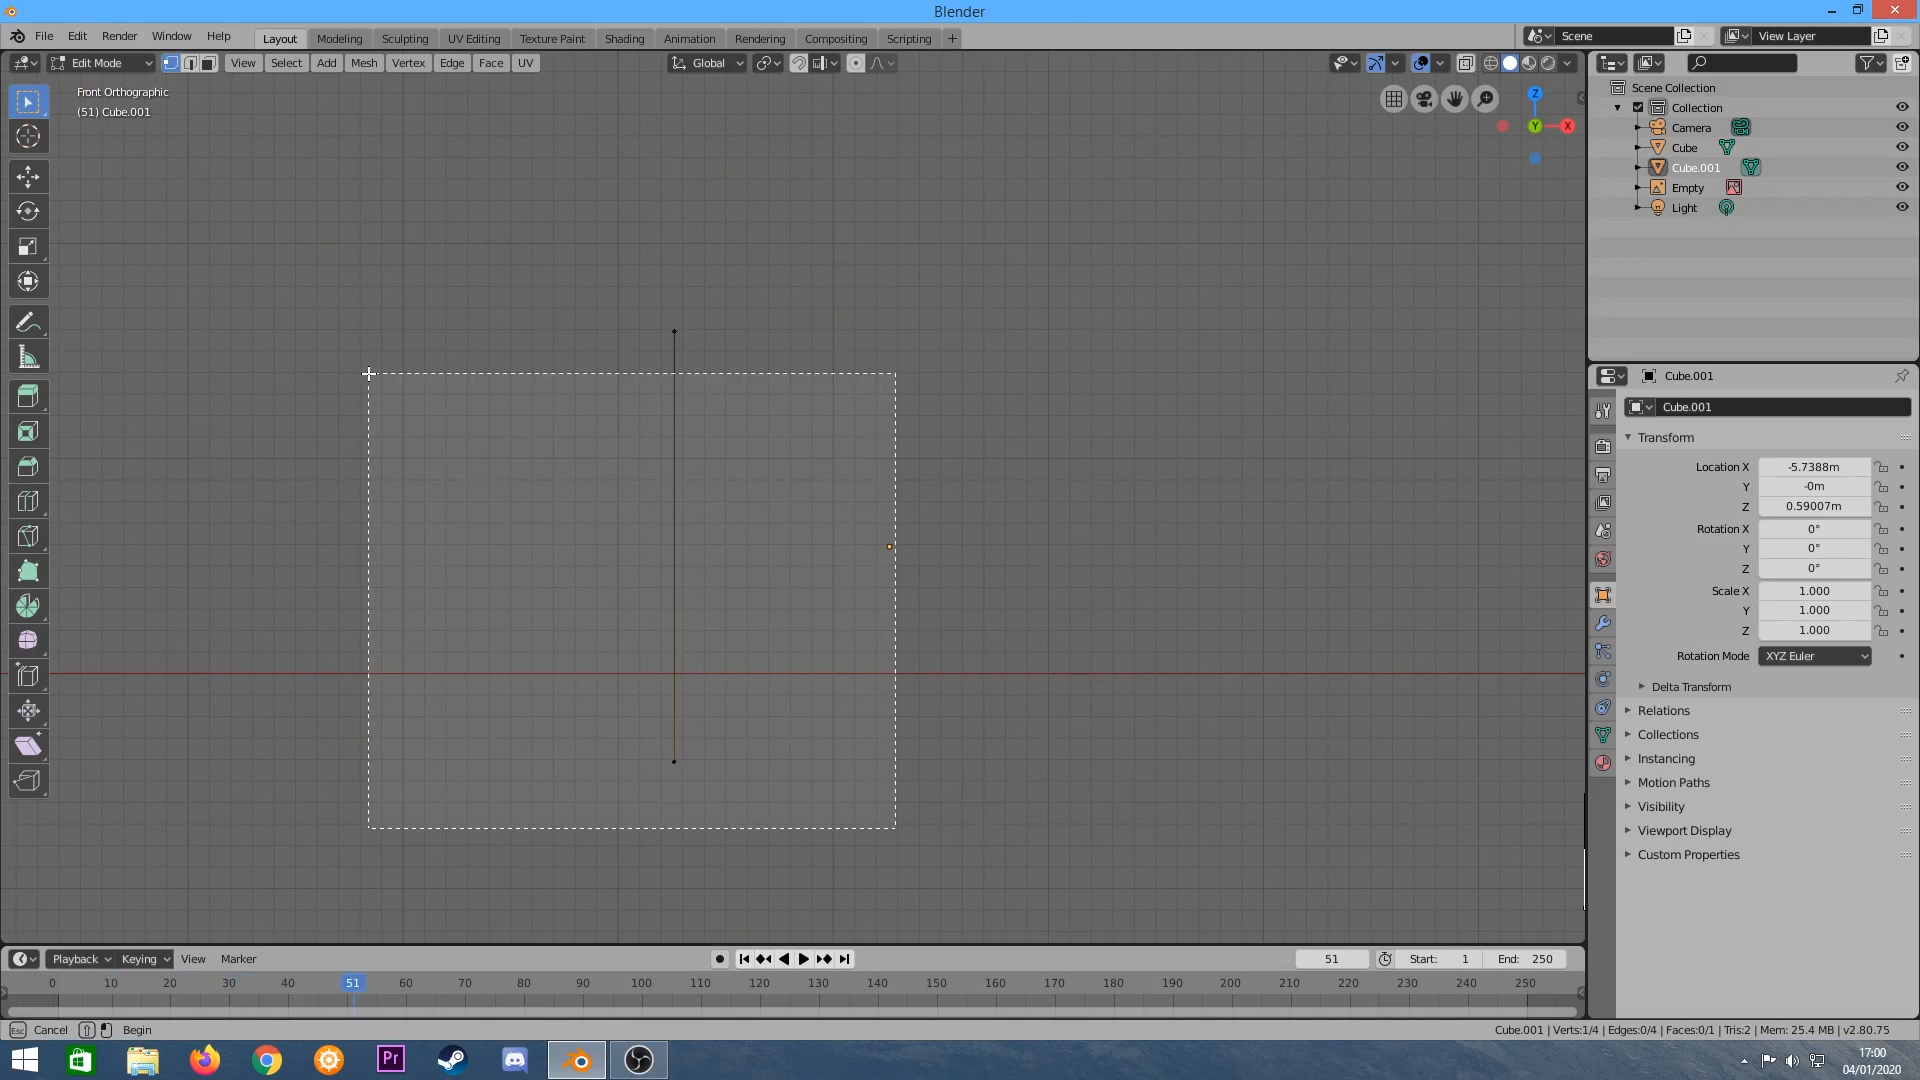 Blender
File Edit Render Window Help
Layout Modeling Sculpting UV Editing Texture Paint Shading Animation Rendering Compositing Scripting +
Scene
View Layer
Edit Mode View Select Add Mesh Vertex Edge Face UV
Global
Front Orthographic
(51) Cube.001
Z
Y
X
Scene Collection
Collection
Camera
Cube
Cube.001
Empty
Light
Cube.001
Cube.001
Transform
Location X -5.7388m
Y -0m
Z 0.59007m
Rotation X 0°
Y 0°
Z 0°
Scale X 1.000
Y 1.000
Z 1.000
Rotation Mode XYZ Euler
Delta Transform
Relations
Collections
Instancing
Motion Paths
Visibility
Viewport Display
Custom Properties
Playback Keying View Marker
51 Start: 1 End: 250
0 10 20 30 40 51 60 70 80 90 100 110 120 130 140 150 160 170 180 190 200 210 220 230 240 250
Esc Cancel Begin
Cube.001 | Verts:1/4 | Edges:0/4 | Faces:0/1 | Tris:2 | Mem: 25.4 MB | v2.80.75
Pr
17:00
04/01/2020